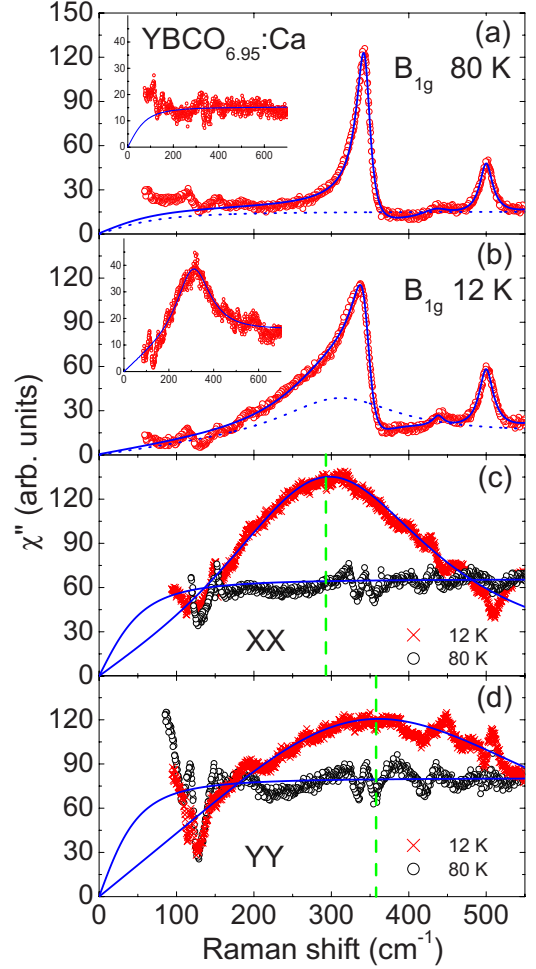 YBCO6.95:Ca
(a)
B1g 80 K
150
120
90
60
30
0
40
30
20
10
0
0 200 400 600
(b)
B1g 12 K
120
90
60
30
0
40
30
20
10
0
0 200 400 600
χ'' (arb. units)
(c)
120
90
60
30
0
XX
12 K
80 K
(d)
120
90
60
30
0
YY
12 K
80 K
0 100 200 300 400 500
Raman shift (cm-1)